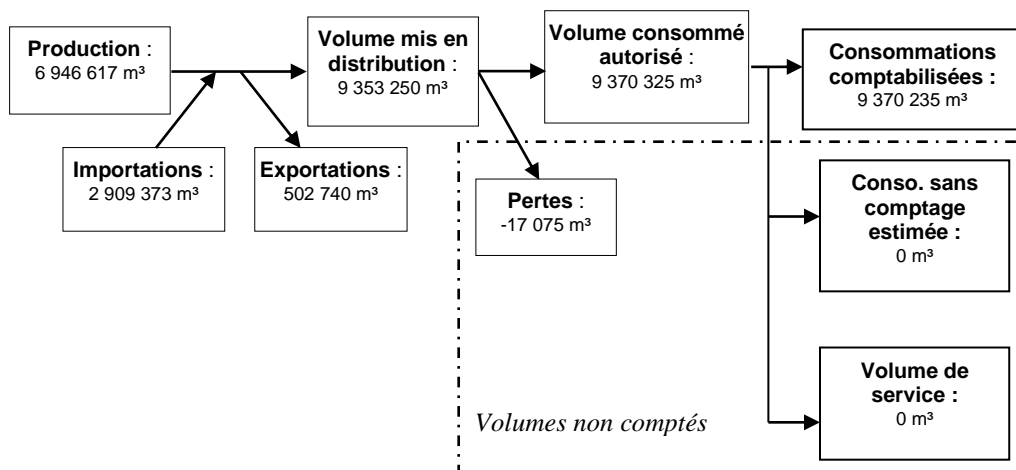 Production :
6 946 617 m³
Volume mis en
distribution :
9 353 250 m³
Volume consommé
autorisé :
9 370 325 m³
Consommations
comptabilisées :
9 370 235 m³
Importations :
2 909 373 m³
Exportations :
502 740 m³
Pertes :
-17 075 m³
Conso. sans
comptage
estimée :
0 m³
Volume de
service :
0 m³
Volumes non comptés